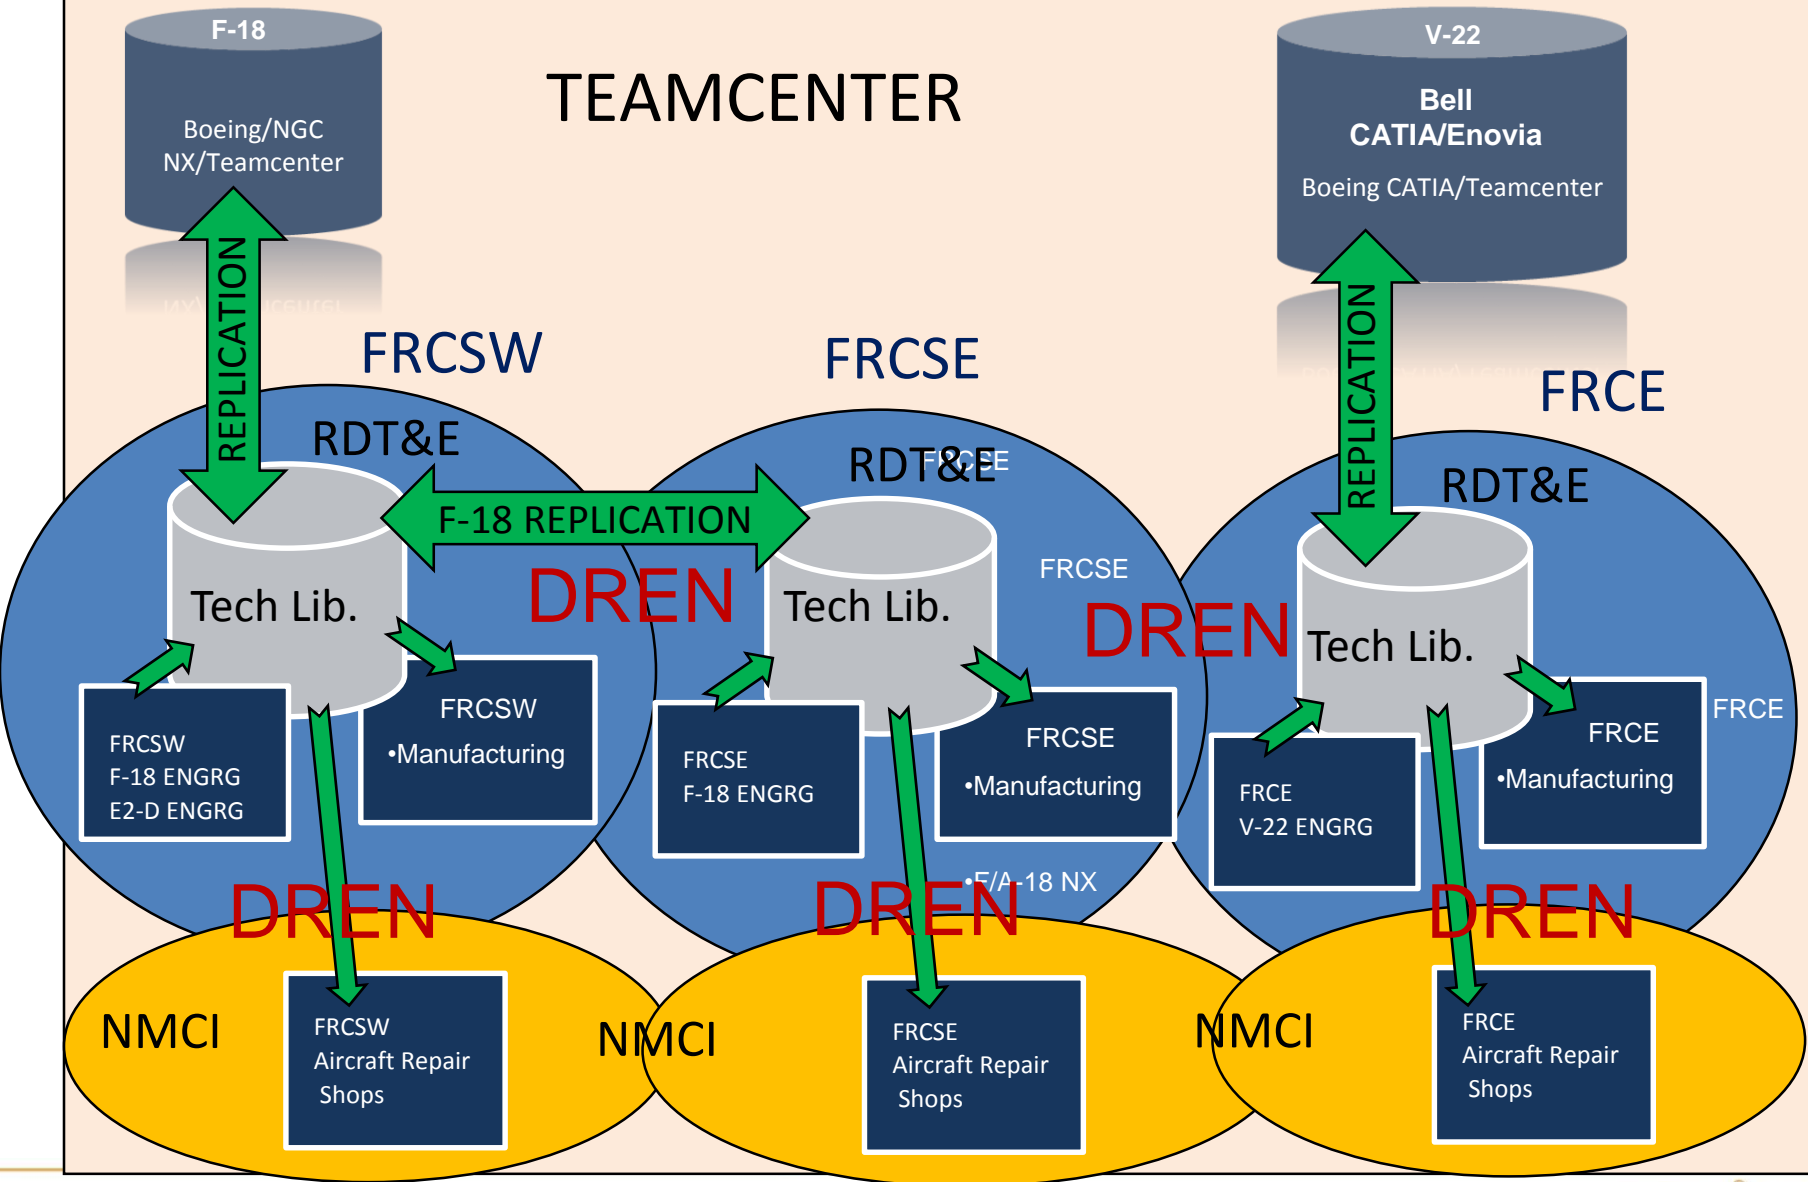 F-18
Boeing/NGC
NX/Teamcenter
TEAMCENTER
V-22
Bell
CATIA/Enovia
Boeing CATIA/Teamcenter
REPLICATION
REPLICATION
FRCSW
FRCSE
FRCE
RDT&E
RDT&E
FRCSE
RDT&E
F-18 REPLICATION
FRCSE
DREN
DREN
Tech Lib.
Tech Lib.
Tech Lib.
FRCSW
F-18 ENGRG
E2-D ENGRG
FRCSW
•Manufacturing
FRCSE
F-18 ENGRG
FRCSE
•Manufacturing
•F/A-18 NX
FRCE
V-22 ENGRG
FRCE
•Manufacturing
FRCE
DREN
DREN
DREN
NMCI
FRCSW
Aircraft Repair
Shops
NMCI
FRCSE
Aircraft Repair
Shops
NMCI
FRCE
Aircraft Repair
Shops